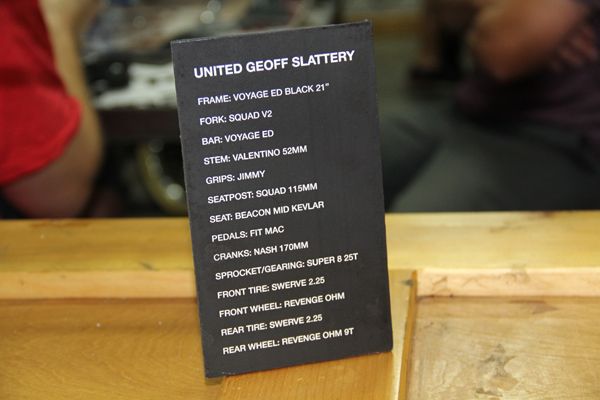 UNITED GEOFF SLATTERY
FRAME: VOYAGE ED BLACK 21”
FORK: SQUAD V2
BAR: VOYAGE ED
STEM: VALENTINO 52MM
GRIPS: JIMMY
SEATPOST: SQUAD 115MM
SEAT: BEACON MID KEVLAR
PEDALS: FIT MAC
CRANKS: NASH 170MM
SPROCKET/GEARING: SUPER 8 25T
FRONT TIRE: SWERVE 2.25
FRONT WHEEL: REVENGE OHM
REAR TIRE: SWERVE 2.25
REAR WHEEL: REVENGE OHM 9T